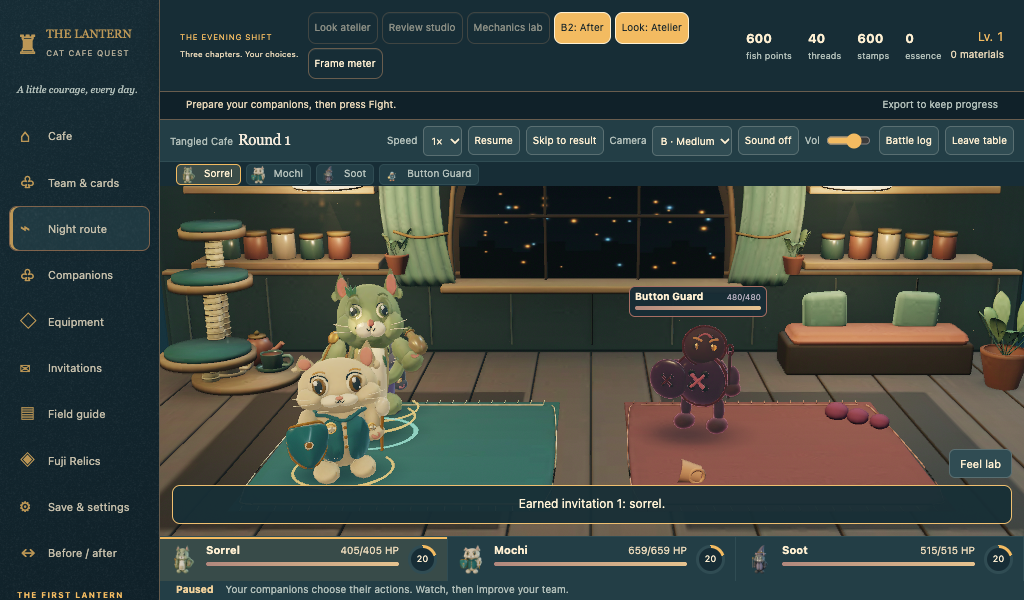 THE LANTERN
CAT CAFE QUEST
A little courage, every day.
Cafe
Team & cards
Night route
Companions
Equipment
Invitations
Field guide
Fuji Relics
Save & settings
Before / after
THE FIRST LANTERN
THE EVENING SHIFT
Three chapters. Your choices.
Look atelier
Review studio
Mechanics lab
B2: After
Look: Atelier
Frame meter
600
fish points
40
threads
600
stamps
0
essence
Lv. 1
0 materials
Prepare your companions, then press Fight.
Export to keep progress
Tangled Cafe Round 1
Speed
1x
Resume
Skip to result
Camera
B · Medium
Sound off
Vol
Battle log
Leave table
Sorrel
Mochi
Soot
Button Guard
Button Guard 480/480
Feel lab
Earned invitation 1: sorrel.
Sorrel 405/405 HP 20
Mochi 659/659 HP 20
Soot 515/515 HP 20
Paused Your companions choose their actions. Watch, then improve your team.